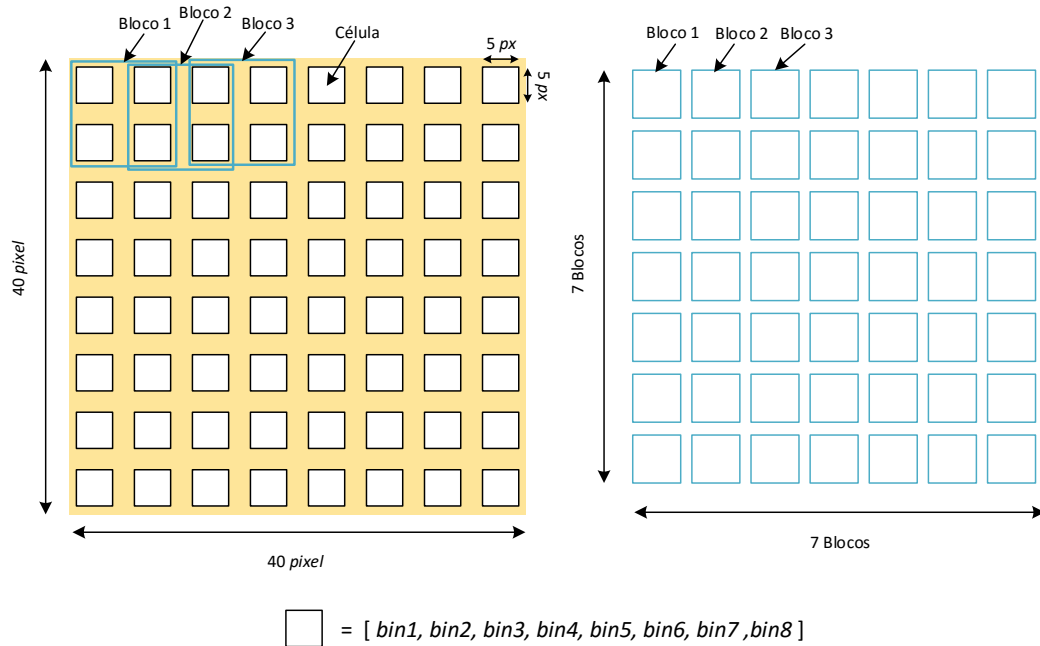 Bloco 1
Bloco 2
Bloco 3
Célula
5 px
5 px
40 pixel
40 pixel
Bloco 1
Bloco 2
Bloco 3
7 Blocos
7 Blocos
= [ bin1, bin2, bin3, bin4, bin5, bin6, bin7 ,bin8 ]